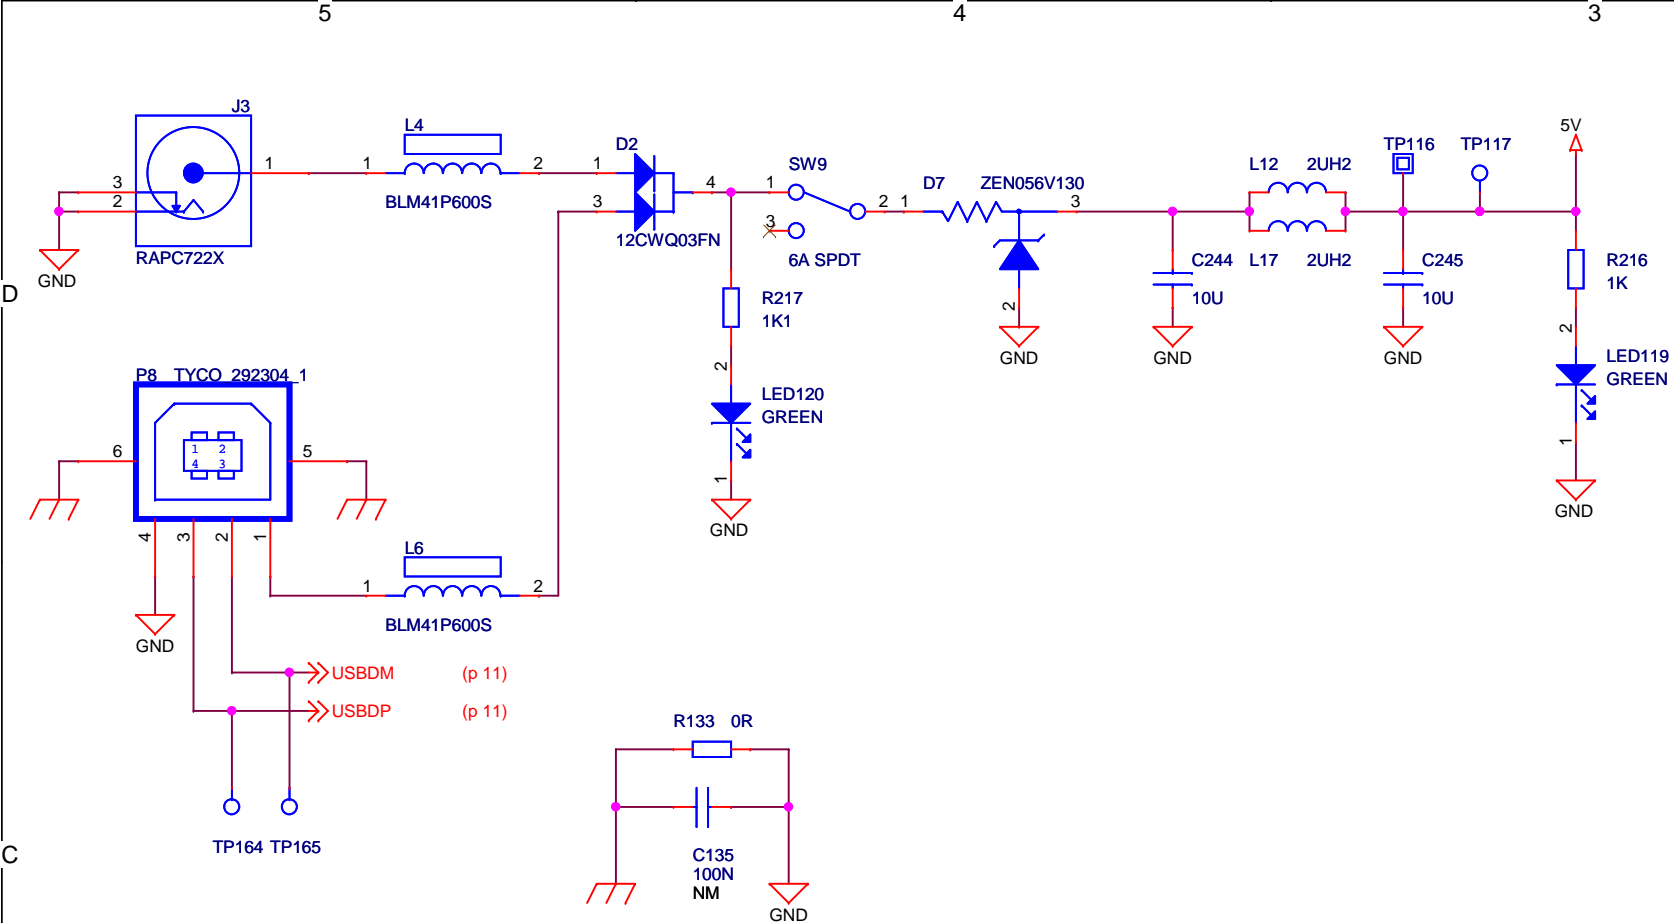 5 4 3
J3
L4
D2
SW9
D7 ZEN056V130
L12 2UH2
TP116 TP117
5V
1 1 2 1
3
2
4 1
2 1 3
3
3
BLM41P600S
12CWQ03FN
6A SPDT
RAPC722X
GND
D
C244 L17 2UH2
10U
C245
10U
R216
1K
R217
1K1
2
GND GND GND
2
2
LED119
GREEN
LED120
GREEN
1
1
GND
GND
P8 TYCO_292304_1
6 5
1 2
4 3
4 3 2 1
L6
1 2
BLM41P600S
GND
USBDM (p 11)
USBDP (p 11)
R133 0R
TP164 TP165
C
C135
100N
NM
GND